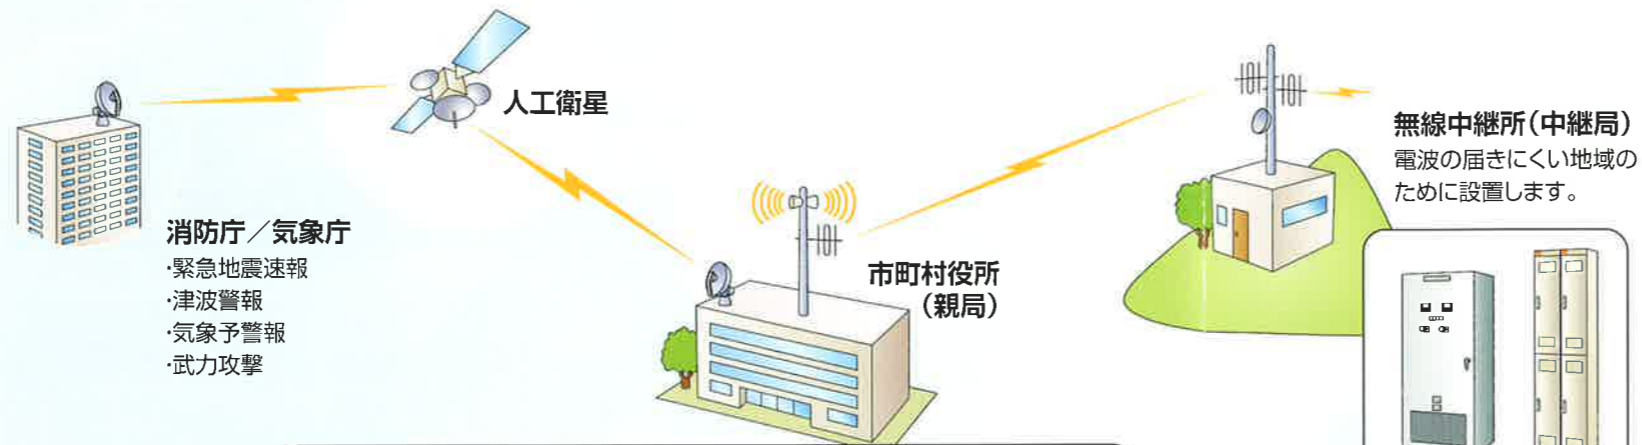 人工衛星
消防庁／気象庁
・緊急地震速報
・津波警報
・気象予警報
・武力攻撃
市町村役所
（親局）
無線中継所（中継局）
電波の届きにくい地域の
ために設置します。